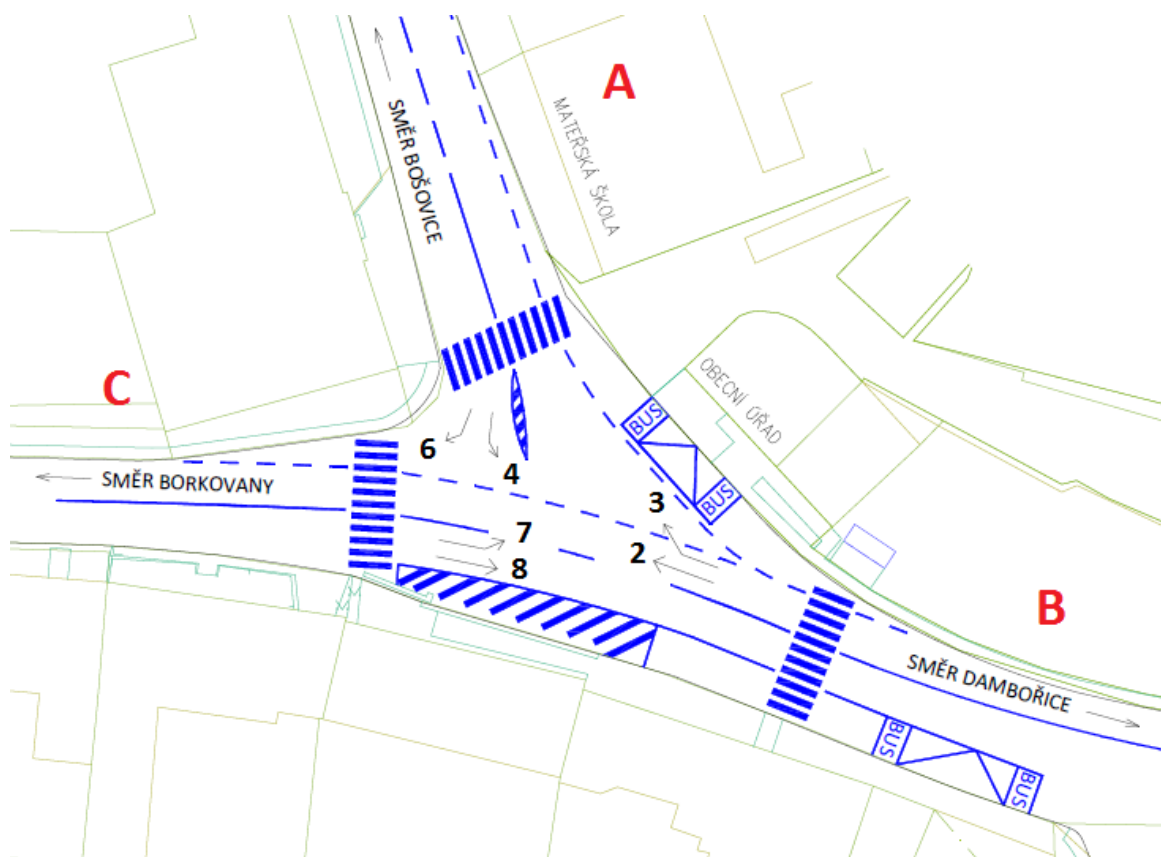 A
MATEŘSKÁ ŠKOLA
SMĚR BOŠOVICE
C
OBECNÍ ÚŘAD
BUS
BUS
6
4
3
SMĚR BORKOVANY
7
2
8
B
SMĚR DAMBOŘICE
BUS
BUS